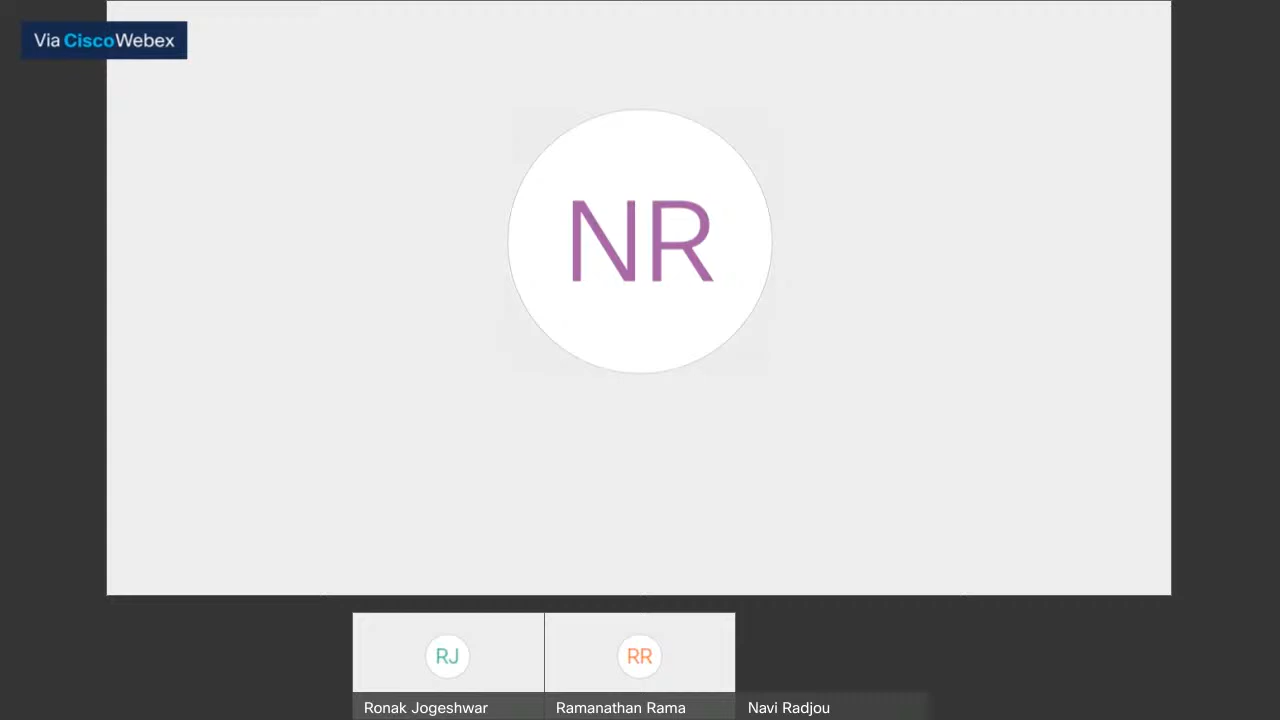 Via CiscoWebex
NR
RJ
RR
Ronak Jogeshwar
Ramanathan Rama
Navi Radjou